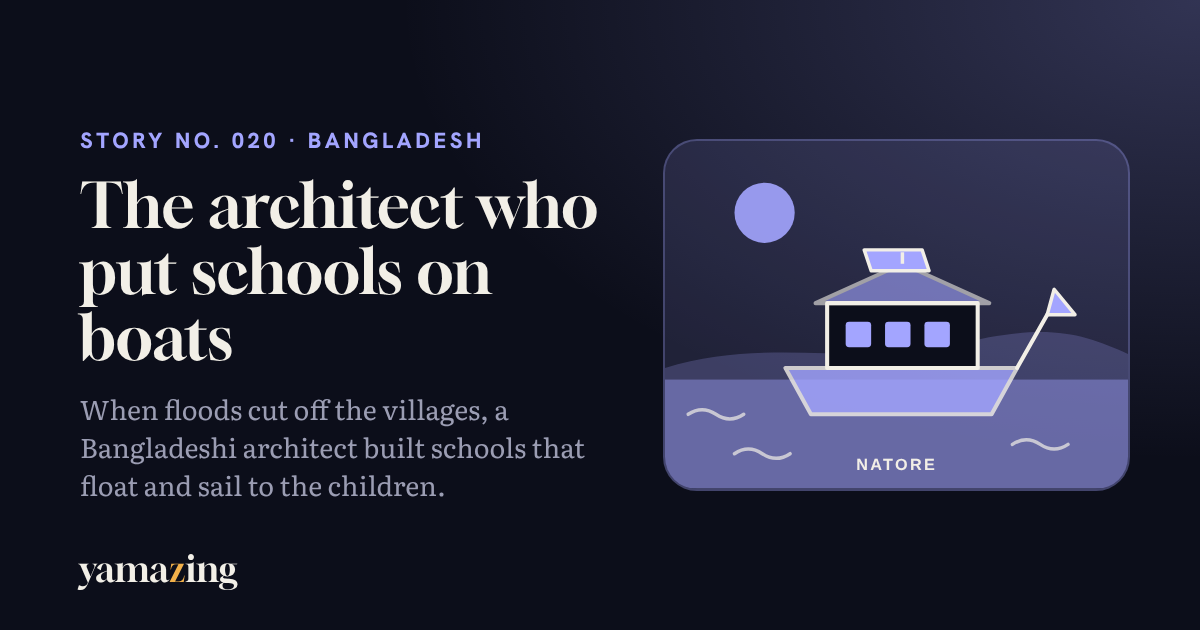 STORY NO. 020 · BANGLADESH
The architect who
put schools on
boats
When floods cut off the villages, a
Bangladeshi architect built schools that
float and sail to the children.
NATORE
yamazing